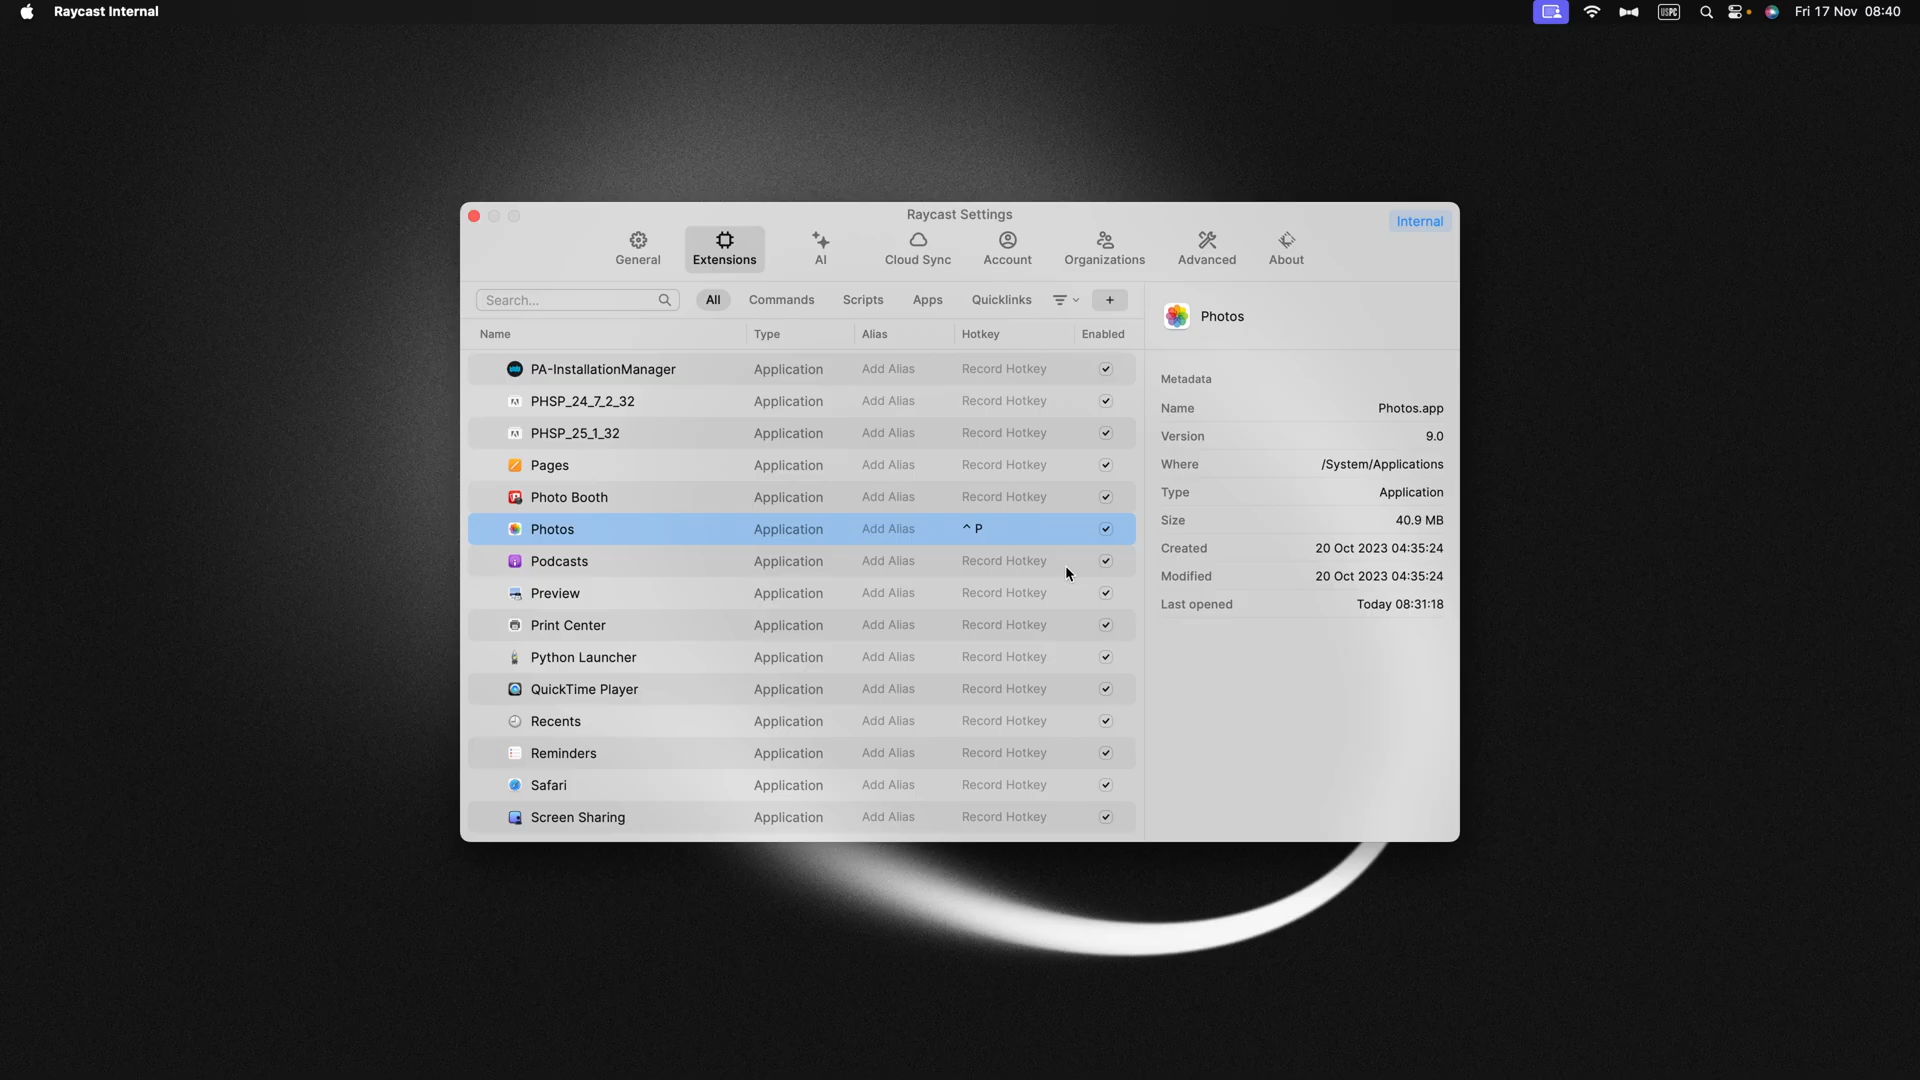 Raycast Internal
USPC
Fri 17 Nov 08:40
Raycast Settings
Internal
General
Extensions
AI
Cloud Sync
Account
Organizations
Advanced
About
Search...
All
Commands
Scripts
Apps
Quicklinks
+
Photos
Name Type Alias Hotkey Enabled
PA-InstallationManager Application Add Alias Record Hotkey
PHSP_24_7_2_32 Application Add Alias Record Hotkey
PHSP_25_1_32 Application Add Alias Record Hotkey
Pages Application Add Alias Record Hotkey
Photo Booth Application Add Alias Record Hotkey
Photos Application Add Alias ^ P
Podcasts Application Add Alias Record Hotkey
Preview Application Add Alias Record Hotkey
Print Center Application Add Alias Record Hotkey
Python Launcher Application Add Alias Record Hotkey
QuickTime Player Application Add Alias Record Hotkey
Recents Application Add Alias Record Hotkey
Reminders Application Add Alias Record Hotkey
Safari Application Add Alias Record Hotkey
Screen Sharing Application Add Alias Record Hotkey
Metadata
Name Photos.app
Version 9.0
Where /System/Applications
Type Application
Size 40.9 MB
Created 20 Oct 2023 04:35:24
Modified 20 Oct 2023 04:35:24
Last opened Today 08:31:18